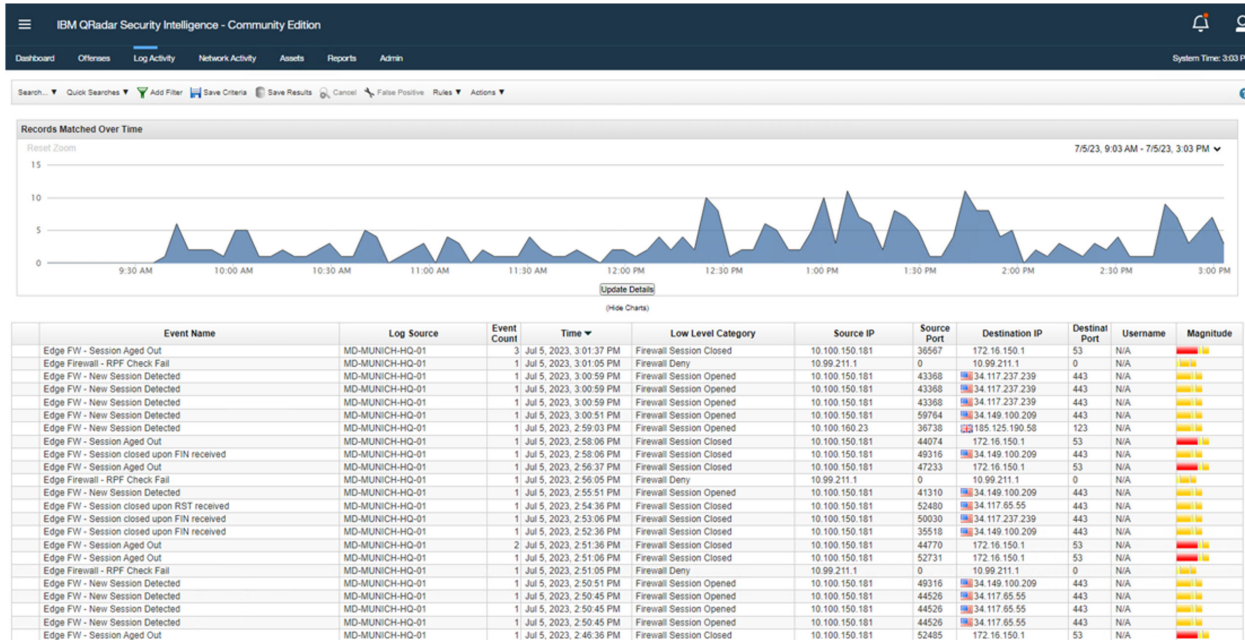 IBM QRadar Security Intelligence - Community Edition
Dashboard Offenses Log Activity Network Activity Assets Reports Admin System Time: 3:03 P
Search... Quick Searches Add Filter Save Criteria Save Results Cancel False Positive Rules Actions
Records Matched Over Time
Reset Zoom 7/5/23, 9:03 AM - 7/5/23, 3:03 PM
15
10
5
0
9:30 AM 10:00 AM 10:30 AM 11:00 AM 11:30 AM 12:00 PM 12:30 PM 1:00 PM 1:30 PM 2:00 PM 2:30 PM 3:00 PM
Update Details
(Hide Charts)
Event Name Log Source Event Count Time Low Level Category Source IP Source Port Destination IP Destinat Port Username Magnitude
Edge FW - Session Aged Out MD-MUNICH-HQ-01 3 Jul 5, 2023, 3:01:37 PM Firewall Session Closed 10.100.150.181 36567 172.16.150.1 53 N/A
Edge Firewall - RPF Check Fail MD-MUNICH-HQ-01 1 Jul 5, 2023, 3:01:05 PM Firewall Deny 10.99.211.1 0 10.99.211.1 0 N/A
Edge FW - New Session Detected MD-MUNICH-HQ-01 1 Jul 5, 2023, 3:00:59 PM Firewall Session Opened 10.100.150.181 43368 34.117.237.239 443 N/A
Edge FW - New Session Detected MD-MUNICH-HQ-01 1 Jul 5, 2023, 3:00:59 PM Firewall Session Opened 10.100.150.181 43368 34.117.237.239 443 N/A
Edge FW - New Session Detected MD-MUNICH-HQ-01 1 Jul 5, 2023, 3:00:59 PM Firewall Session Opened 10.100.150.181 43368 34.117.237.239 443 N/A
Edge FW - New Session Detected MD-MUNICH-HQ-01 1 Jul 5, 2023, 3:00:51 PM Firewall Session Opened 10.100.150.181 59764 34.149.100.209 443 N/A
Edge FW - New Session Detected MD-MUNICH-HQ-01 1 Jul 5, 2023, 2:59:03 PM Firewall Session Opened 10.100.160.23 36738 185.125.190.58 123 N/A
Edge FW - Session Aged Out MD-MUNICH-HQ-01 1 Jul 5, 2023, 2:58:06 PM Firewall Session Closed 10.100.150.181 44074 172.16.150.1 53 N/A
Edge FW - Session closed upon FIN received MD-MUNICH-HQ-01 1 Jul 5, 2023, 2:58:06 PM Firewall Session Closed 10.100.150.181 49316 34.149.100.209 443 N/A
Edge FW - Session Aged Out MD-MUNICH-HQ-01 1 Jul 5, 2023, 2:56:37 PM Firewall Session Closed 10.100.150.181 47233 172.16.150.1 53 N/A
Edge Firewall - RPF Check Fail MD-MUNICH-HQ-01 1 Jul 5, 2023, 2:56:05 PM Firewall Deny 10.99.211.1 0 10.99.211.1 0 N/A
Edge FW - New Session Detected MD-MUNICH-HQ-01 1 Jul 5, 2023, 2:55:51 PM Firewall Session Opened 10.100.150.181 41310 34.149.100.209 443 N/A
Edge FW - Session closed upon RST received MD-MUNICH-HQ-01 1 Jul 5, 2023, 2:54:36 PM Firewall Session Closed 10.100.150.181 52480 34.117.65.55 443 N/A
Edge FW - Session closed upon FIN received MD-MUNICH-HQ-01 1 Jul 5, 2023, 2:53:06 PM Firewall Session Closed 10.100.150.181 50030 34.117.237.239 443 N/A
Edge FW - Session closed upon FIN received MD-MUNICH-HQ-01 1 Jul 5, 2023, 2:52:36 PM Firewall Session Closed 10.100.150.181 35518 34.149.100.209 443 N/A
Edge FW - Session Aged Out MD-MUNICH-HQ-01 2 Jul 5, 2023, 2:51:36 PM Firewall Session Closed 10.100.150.181 44770 172.16.150.1 53 N/A
Edge FW - Session Aged Out MD-MUNICH-HQ-01 1 Jul 5, 2023, 2:51:06 PM Firewall Session Closed 10.100.150.181 52731 172.16.150.1 53 N/A
Edge Firewall - RPF Check Fail MD-MUNICH-HQ-01 1 Jul 5, 2023, 2:51:05 PM Firewall Deny 10.99.211.1 0 10.99.211.1 0 N/A
Edge FW - New Session Detected MD-MUNICH-HQ-01 1 Jul 5, 2023, 2:50:51 PM Firewall Session Opened 10.100.150.181 49316 34.149.100.209 443 N/A
Edge FW - New Session Detected MD-MUNICH-HQ-01 1 Jul 5, 2023, 2:50:45 PM Firewall Session Opened 10.100.150.181 44526 34.117.65.55 443 N/A
Edge FW - New Session Detected MD-MUNICH-HQ-01 1 Jul 5, 2023, 2:50:45 PM Firewall Session Opened 10.100.150.181 44526 34.117.65.55 443 N/A
Edge FW - New Session Detected MD-MUNICH-HQ-01 1 Jul 5, 2023, 2:50:45 PM Firewall Session Opened 10.100.150.181 44526 34.117.65.55 443 N/A
Edge FW - Session Aged Out MD-MUNICH-HQ-01 1 Jul 5, 2023, 2:46:36 PM Firewall Session Closed 10.100.150.181 52485 172.16.150.1 53 N/A